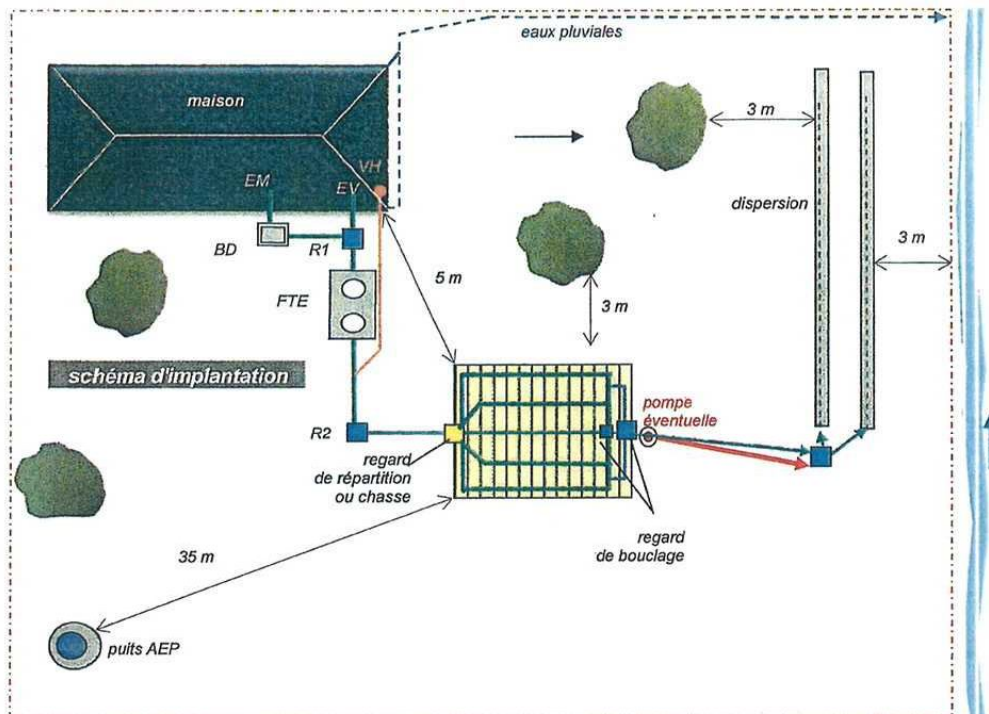 eaux pluviales
maison
3 m
VH
EM
EV
dispersion
BD
R1
3 m
5 m
FTE
3 m
schéma d'implantation
pompe
éventuelle
R2
regard
de répartition
ou chasse
regard
de bouclage
35 m
puits AEP